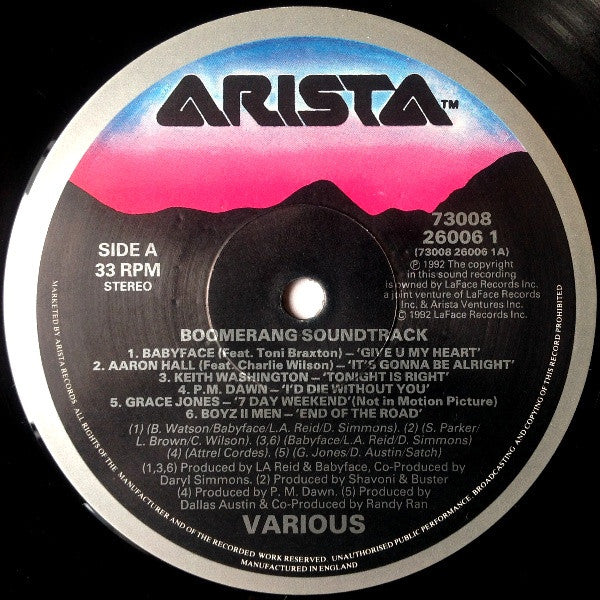 ARISTA™
SIDE A
33 RPM
STEREO
73008
26006 1
(73008 26006 1A)
℗ 1992 The copyright
in this sound recording
is owned by LaFace Records Inc.
a joint venture of LaFace Records
Inc. & Arista Ventures Inc.
© 1992 LaFace Records Inc.
BOOMERANG SOUNDTRACK
1. BABYFACE (Feat. Toni Braxton) – 'GIVE U MY HEART'
2. AARON HALL (Feat. Charlie Wilson) – 'IT'S GONNA BE ALRIGHT'
3. KEITH WASHINGTON – 'TONIGHT IS RIGHT'
4. P.M. DAWN – 'I'D DIE WITHOUT YOU'
5. GRACE JONES – '7 DAY WEEKEND' (Not in Motion Picture)
6. BOYZ II MEN – 'END OF THE ROAD'
(1) (B. Watson/Babyface/L.A. Reid/D. Simmons). (2) (S. Parker/
L. Brown/C. Wilson). (3,6) (Babyface/L.A. Reid/D. Simmons).
(4) (Attrel Cordes). (5) (G. Jones/D. Austin/Satch)
(1,3,6) Produced by LA Reid & Babyface, Co-Produced by
Daryl Simmons. (2) Produced by Shavoni & Buster
(4) Produced by P. M. Dawn. (5) Produced by
Dallas Austin & Co-Produced by Randy Ran
VARIOUS
MARKETED BY ARISTA RECORDS. ALL RIGHTS OF THE MANUFACTURER AND OF THE RECORDED WORK RESERVED. UNAUTHORISED PUBLIC PERFORMANCE, BROADCASTING AND COPYING OF THIS RECORD PROHIBITED
MANUFACTURED IN ENGLAND